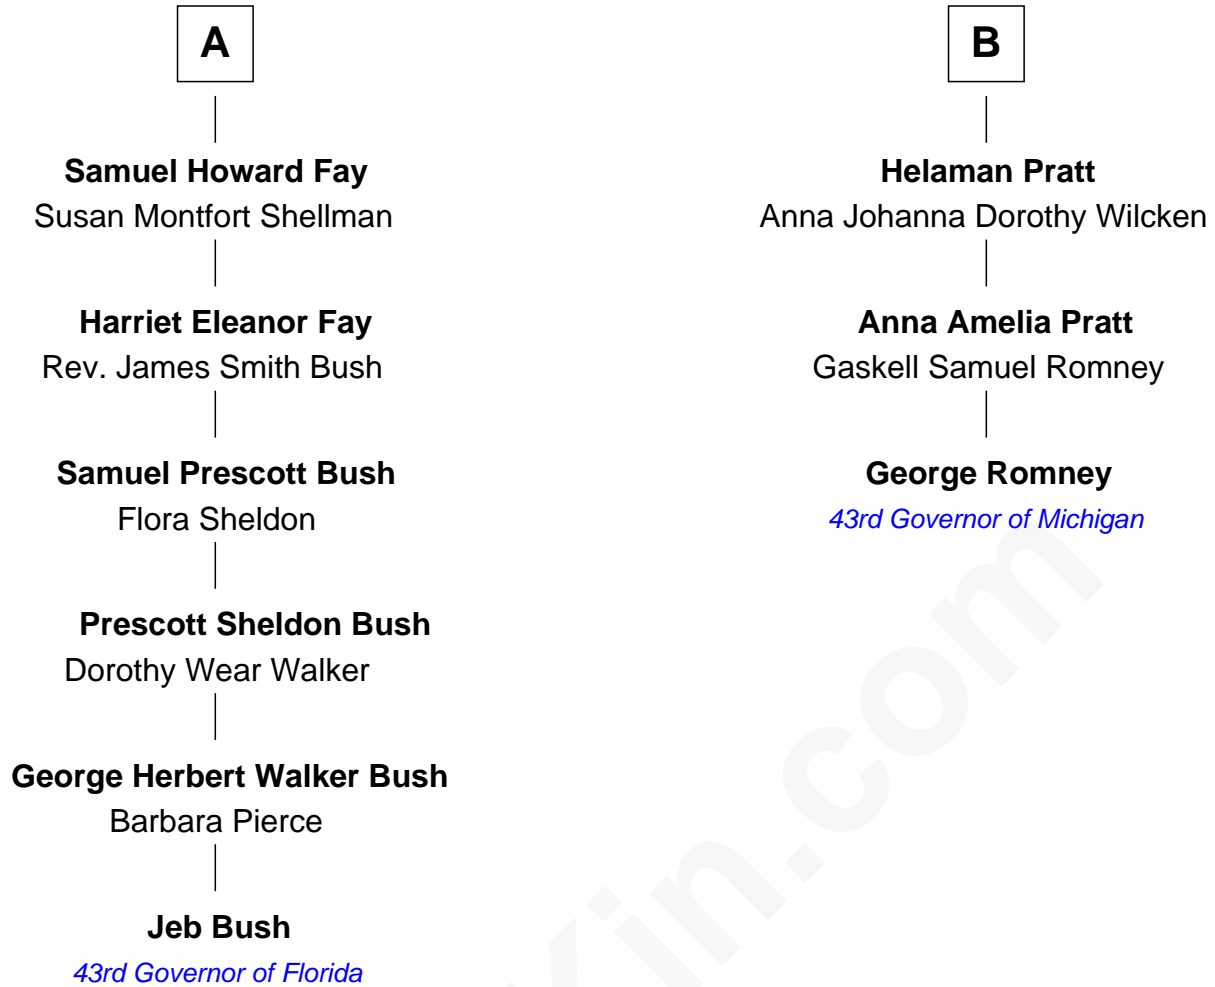 A
Samuel Howard Fay
Susan Montfort Shellman
Harriet Eleanor Fay
Rev. James Smith Bush
Samuel Prescott Bush
Flora Sheldon
Prescott Sheldon Bush
Dorothy Wear Walker
George Herbert Walker Bush
Barbara Pierce
Jeb Bush
43rd Governor of Florida
B
Helaman Pratt
Anna Johanna Dorothy Wilcken
Anna Amelia Pratt
Gaskell Samuel Romney
George Romney
43rd Governor of Michigan